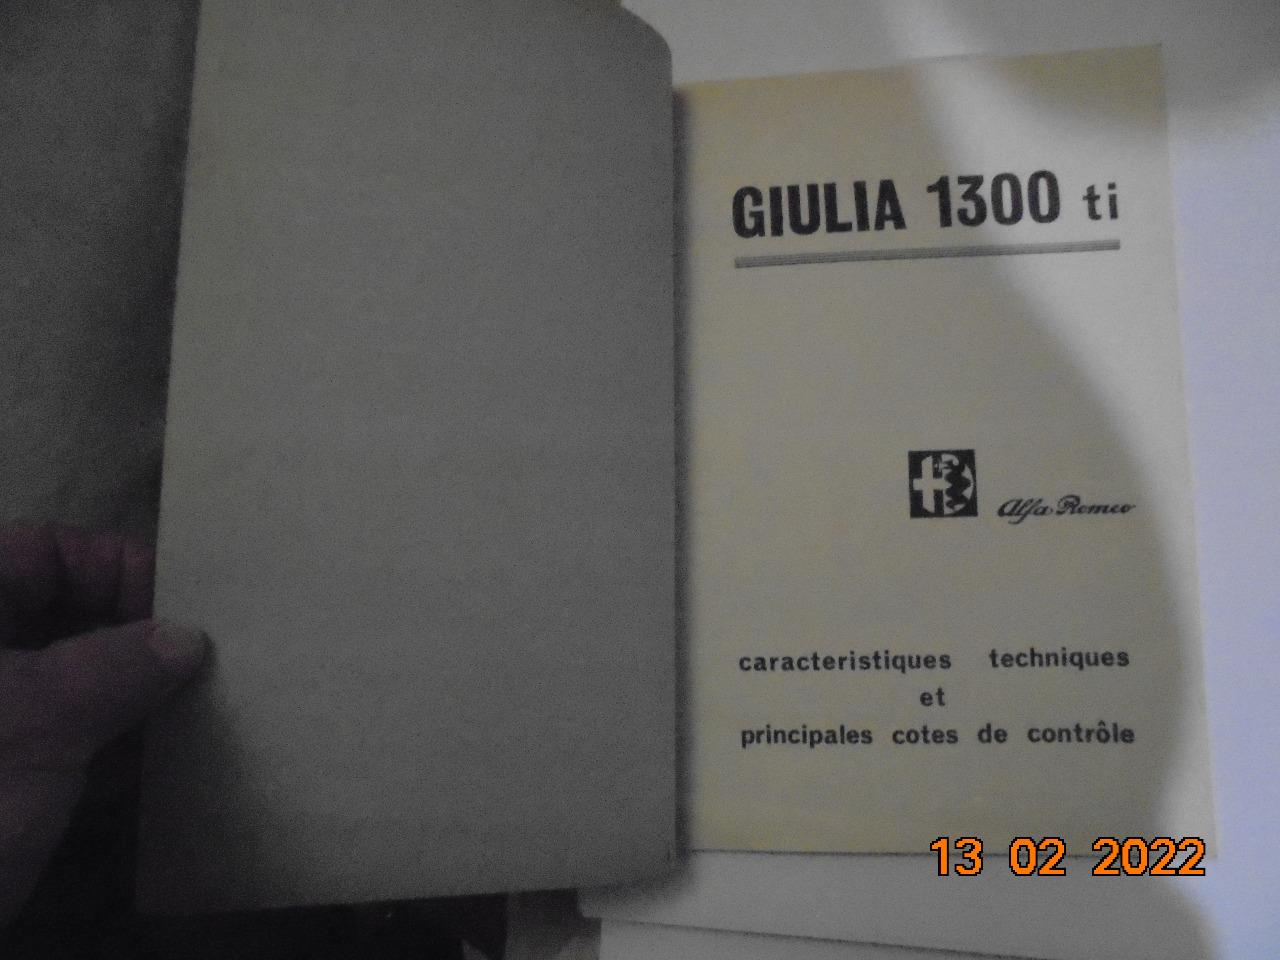 GIULIA 1300 ti
Alfa Romeo
caracteristiques techniques
et
principales cotes de contrôle
13 02 2022